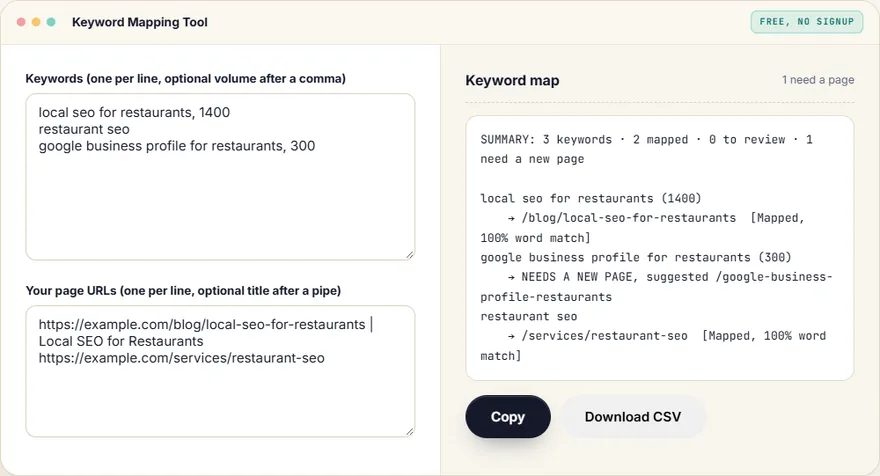 Keyword Mapping Tool
FREE, NO SIGNUP
Keywords (one per line, optional volume after a comma)
local seo for restaurants, 1400
restaurant seo
google business profile for restaurants, 300
Your page URLs (one per line, optional title after a pipe)
https://example.com/blog/local-seo-for-restaurants |
Local SEO for Restaurants
https://example.com/services/restaurant-seo
Keyword map
1 need a page
SUMMARY: 3 keywords · 2 mapped · 0 to review · 1
need a new page
local seo for restaurants (1400)
→ /blog/local-seo-for-restaurants [Mapped,
100% word match]
google business profile for restaurants (300)
→ NEEDS A NEW PAGE, suggested /google-business-
profile-restaurants
restaurant seo
→ /services/restaurant-seo [Mapped, 100% word
match]
Copy
Download CSV